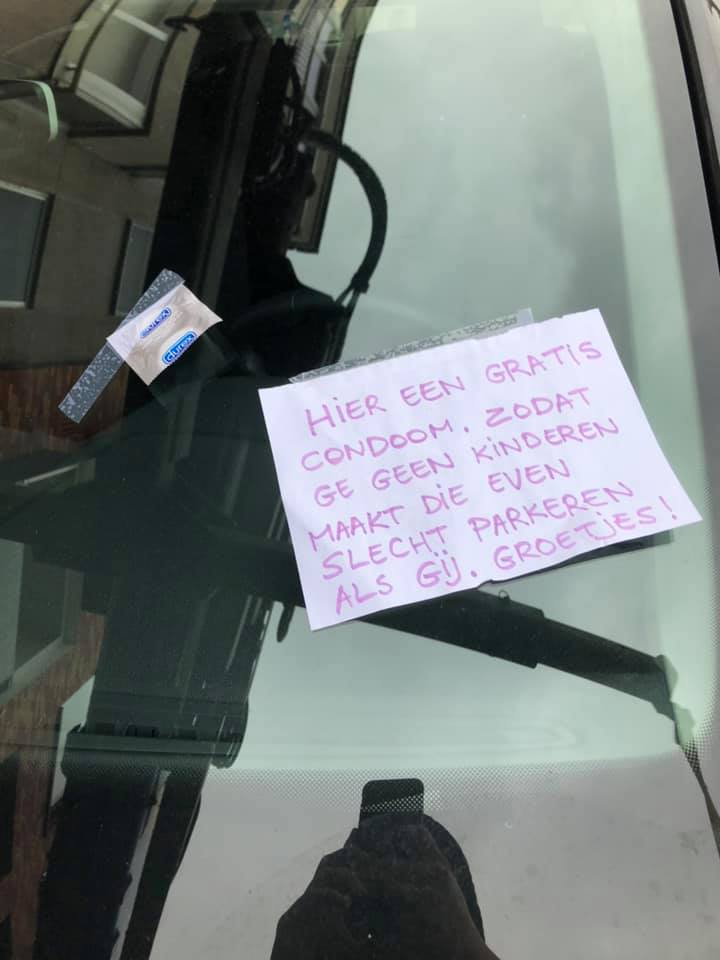 durex
durex
HIER EEN GRATIS
CONDOOM. ZODAT
GE GEEN KINDEREN
MAAKT DIE EVEN
SLECHT PARKEREN
ALS GIJ. GROETJES!